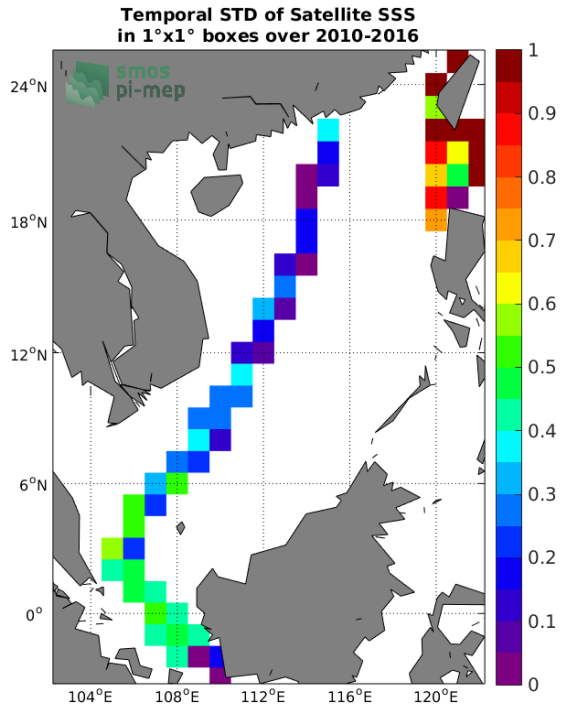 Temporal STD of Satellite SSS
in 1°x1° boxes over 2010-2016
smos
pi-mep
24°N
18°N
12°N
6°N
0°
104°E
108°E
112°E
116°E
120°E
1
0.9
0.8
0.7
0.6
0.5
0.4
0.3
0.2
0.1
0